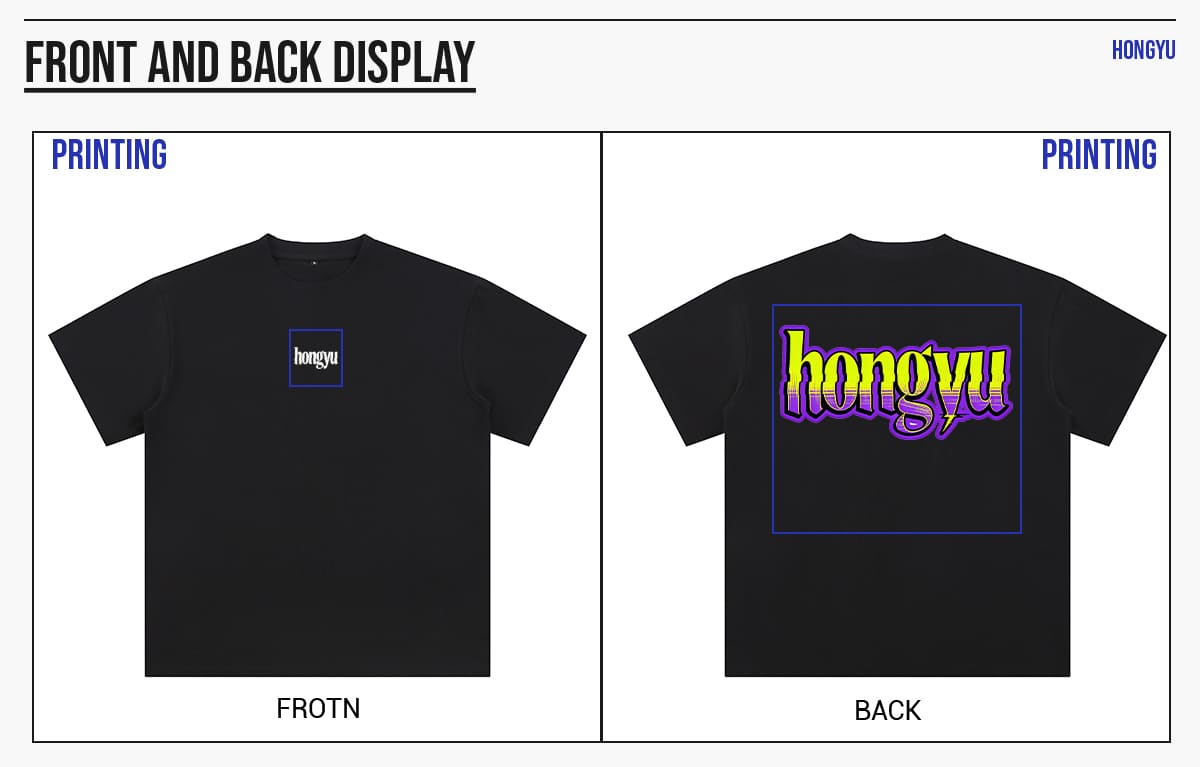 FRONT AND BACK DISPLAY
HONGYU
PRINTING
PRINTING
hongyu
hongyu
FROTN
BACK